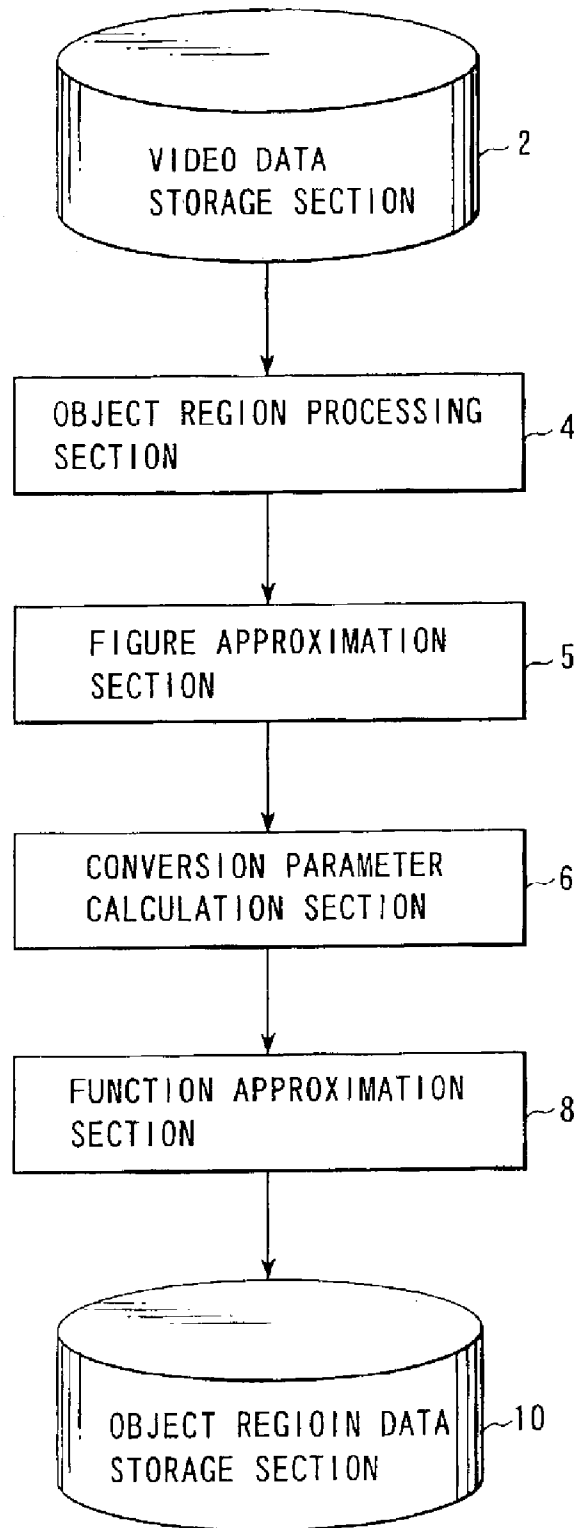 VIDEO DATA
STORAGE SECTION
2
OBJECT REGION PROCESSING
SECTION
4
FIGURE APPROXIMATION
SECTION
5
CONVERSION PARAMETER
CALCULATION SECTION
6
FUNCTION APPROXIMATION
SECTION
8
OBJECT REGIOIN DATA
STORAGE SECTION
10